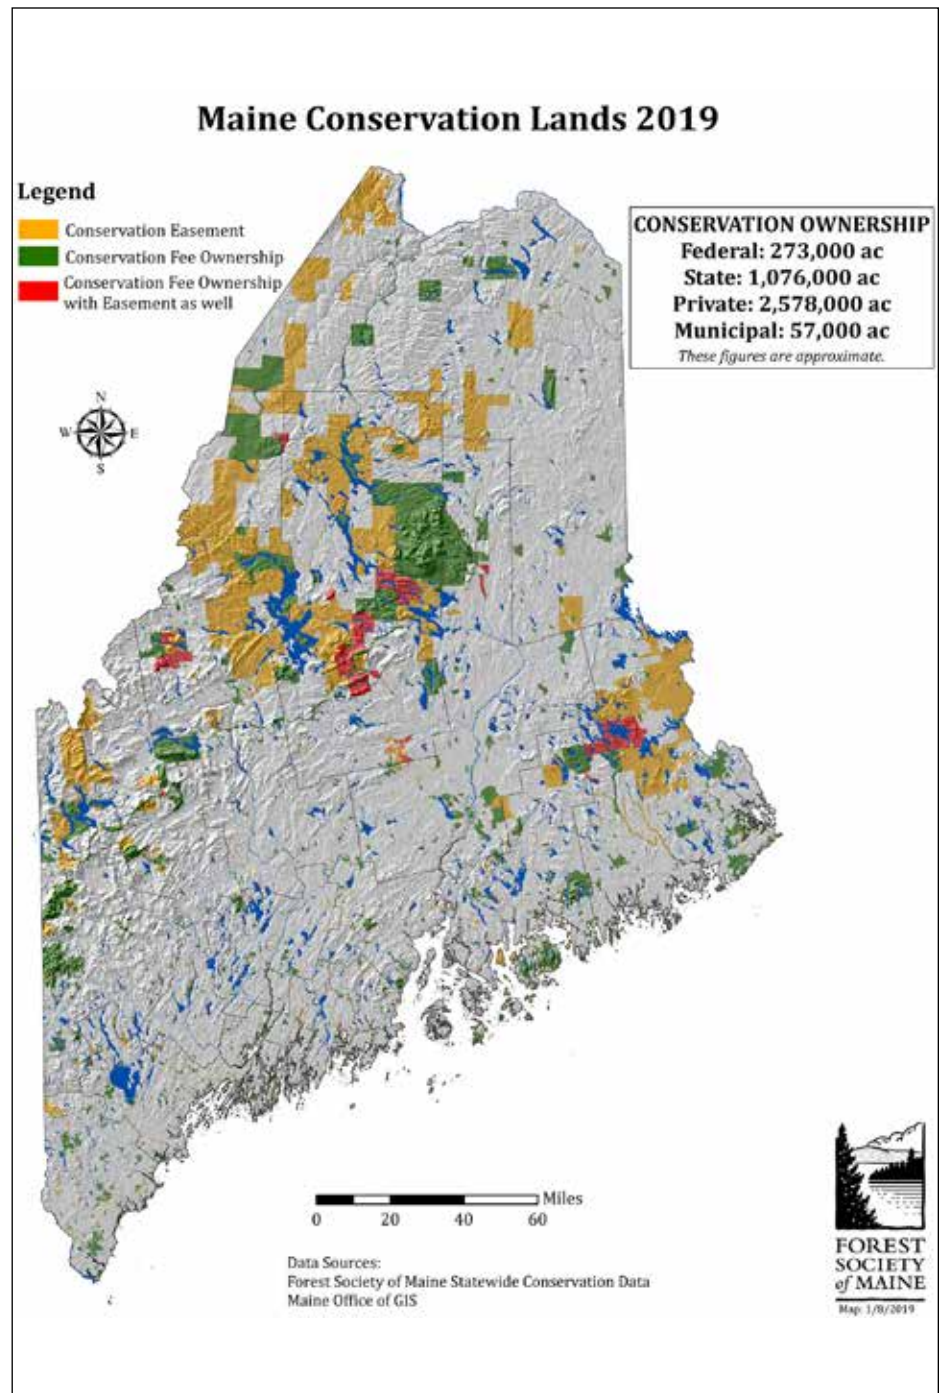 Maine Conservation Lands 2019
Legend
Conservation Easement
Conservation Fee Ownership
Conservation Fee Ownership
with Easement as well
CONSERVATION OWNERSHIP
Federal: 273,000 ac
State: 1,076,000 ac
Private: 2,578,000 ac
Municipal: 57,000 ac
These figures are approximate.
N
W E
S
Miles
0 20 40 60
Data Sources:
Forest Society of Maine Statewide Conservation Data
Maine Office of GIS
FOREST
SOCIETY
of MAINE
Map: 1/8/2019